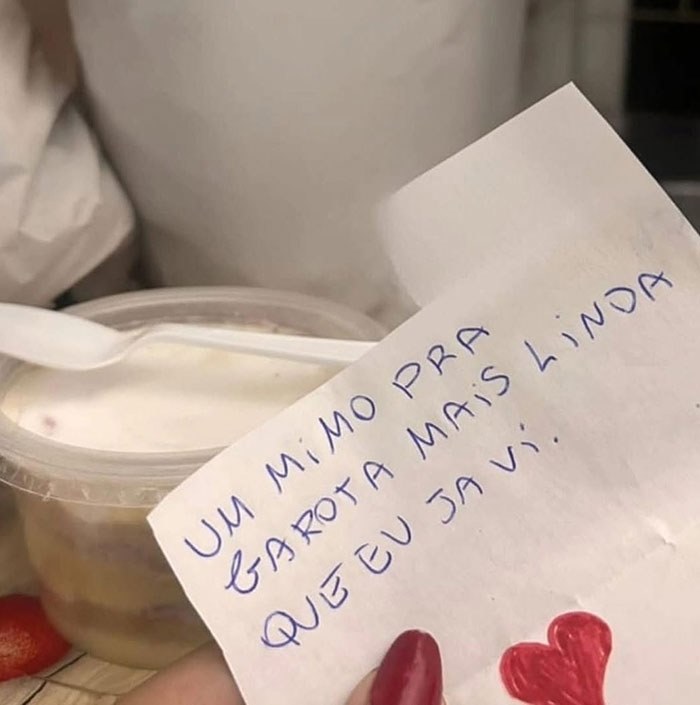 UM MiMO PRA
GAROTA MAiS LiNDA
QUE EU JA Vi.